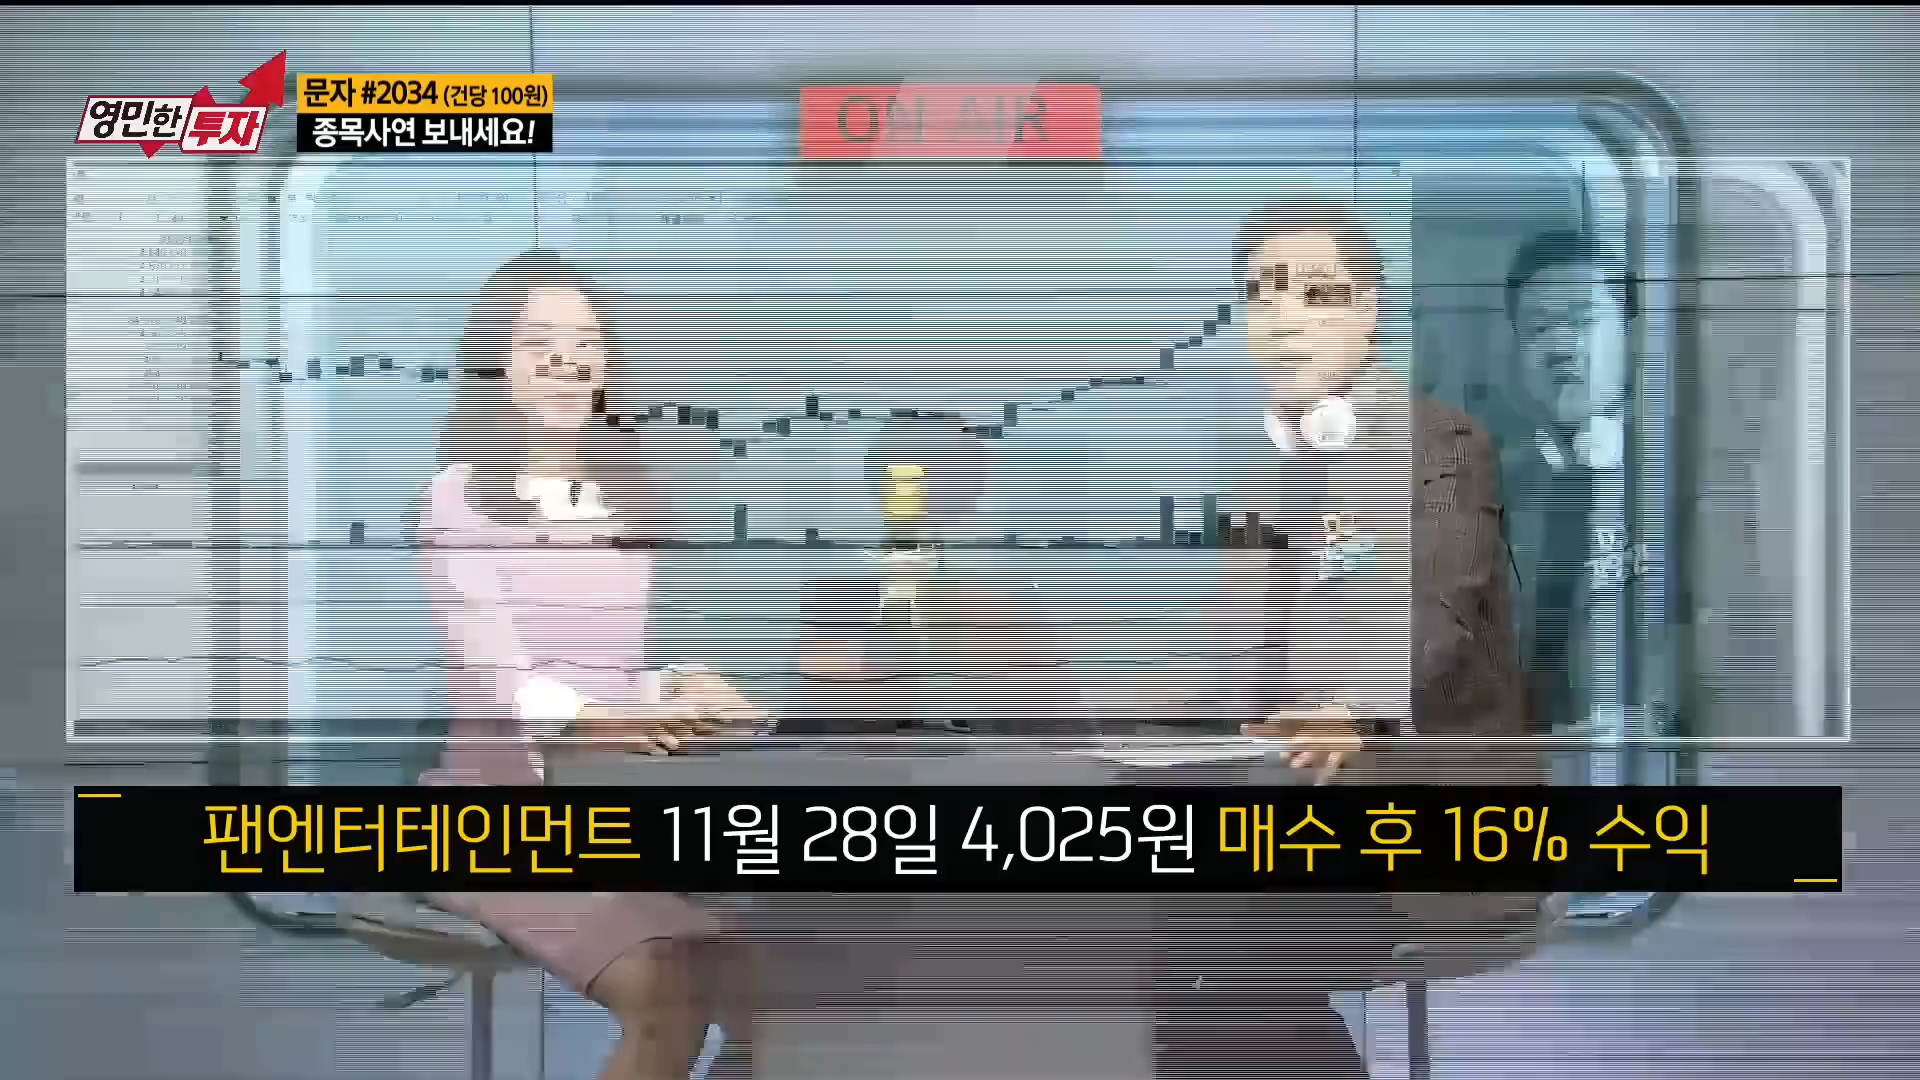 영민한 투자
문자 #2034 (건당 100원)
종목사연 보내세요!
ON AIR
팬엔터테인먼트 11월 28일 4,025원 매수 후 16% 수익